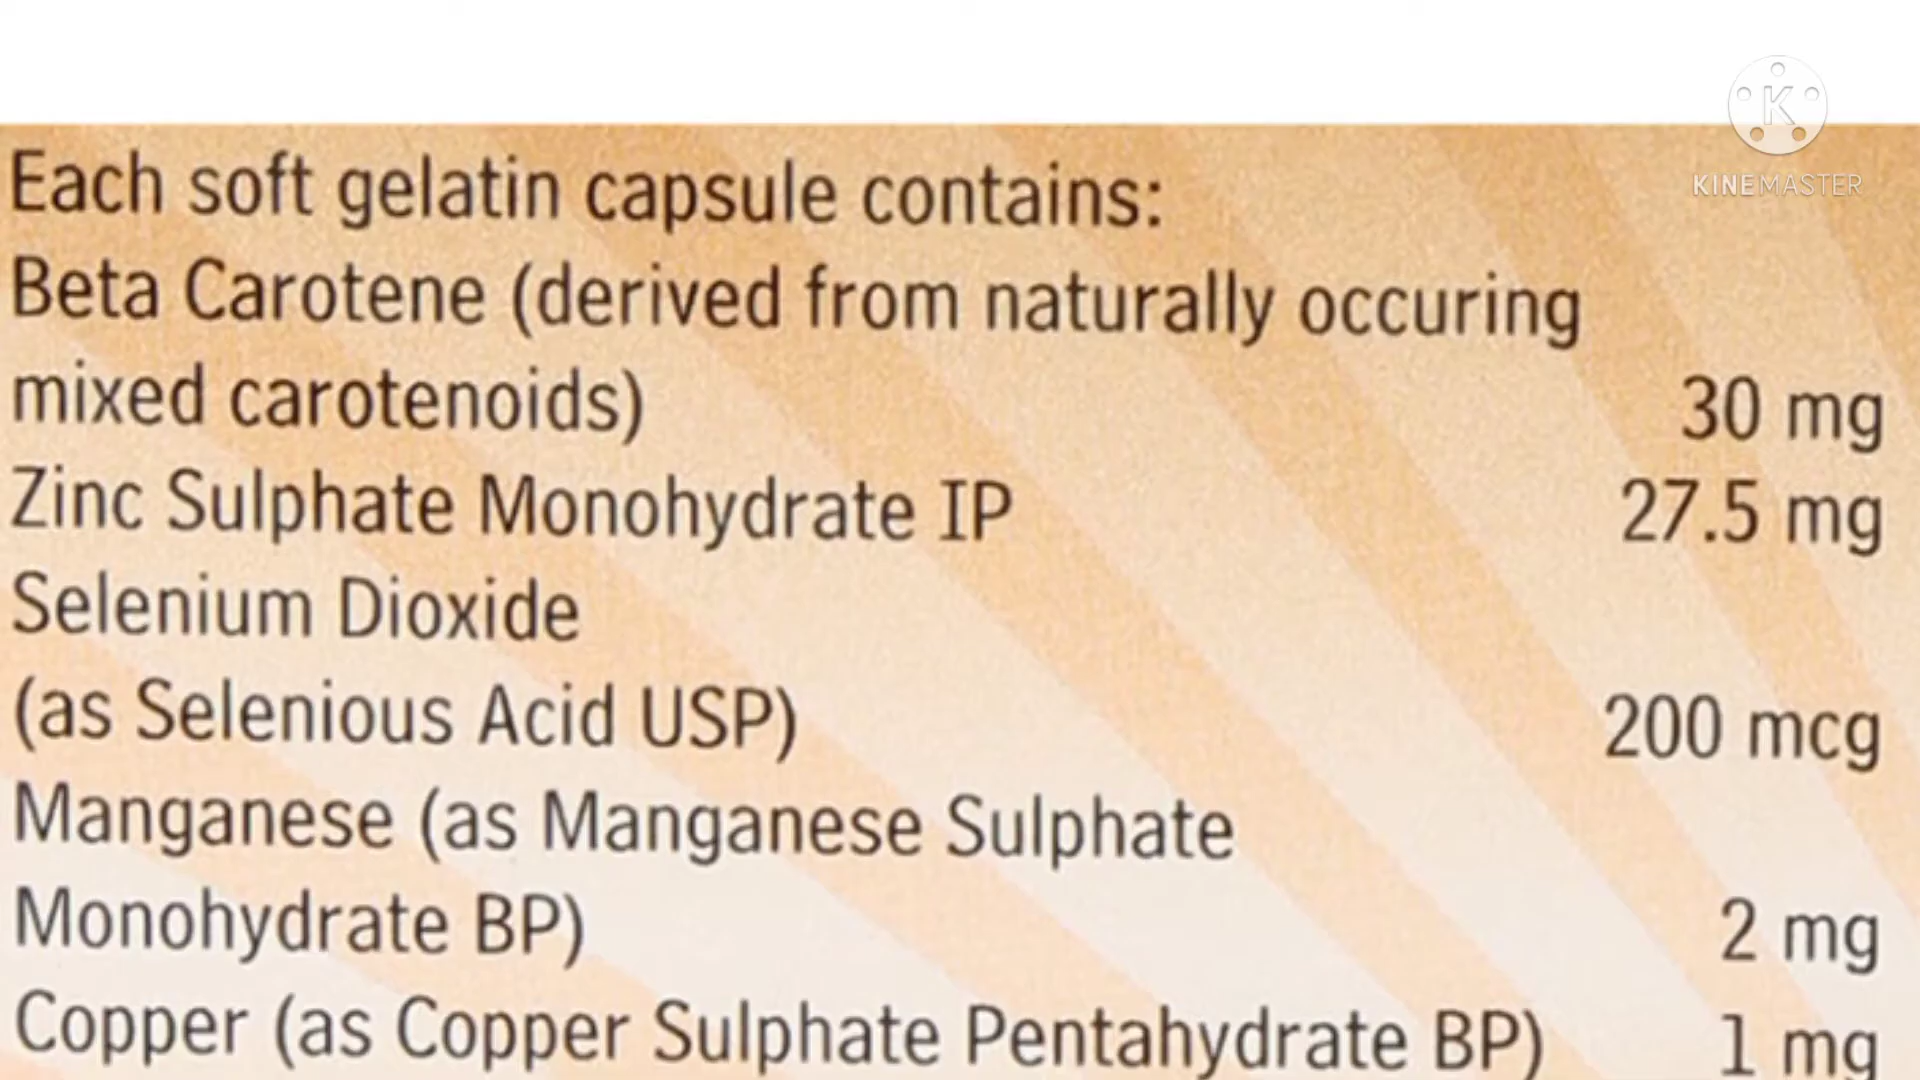 K
KINEMASTER
Each soft gelatin capsule contains:
Beta Carotene (derived from naturally occuring
mixed carotenoids) 30 mg
Zinc Sulphate Monohydrate IP 27.5 mg
Selenium Dioxide
(as Selenious Acid USP) 200 mcg
Manganese (as Manganese Sulphate
Monohydrate BP) 2 mg
Copper (as Copper Sulphate Pentahydrate BP) 1 mg